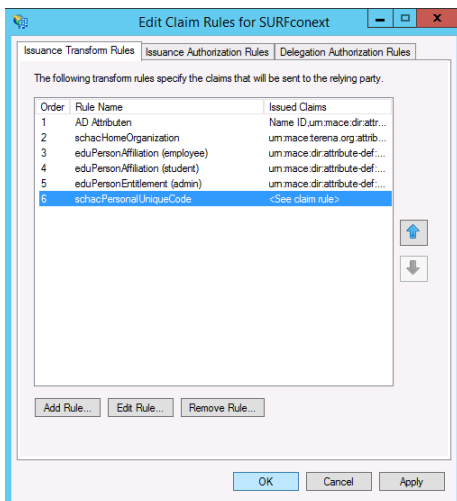 Edit Claim Rules for SURFconext
Issuance Transform Rules Issuance Authorization Rules Delegation Authorization Rules
The following transform rules specify the claims that will be sent to the relying party.
Order Rule Name Issued Claims
1 AD Attributen Name ID,urn:mace:dir:attr...
2 schacHomeOrganization urn:mace:terena.org:attrib...
3 eduPersonAffiliation (employee) urn:mace:dir:attribute-def:...
4 eduPersonAffiliation (student) urn:mace:dir:attribute-def:...
5 eduPersonEntitlement (admin) urn:mace:dir:attribute-def:...
6 schacPersonalUniqueCode <See claim rule>
Add Rule... Edit Rule... Remove Rule...
OK Cancel Apply